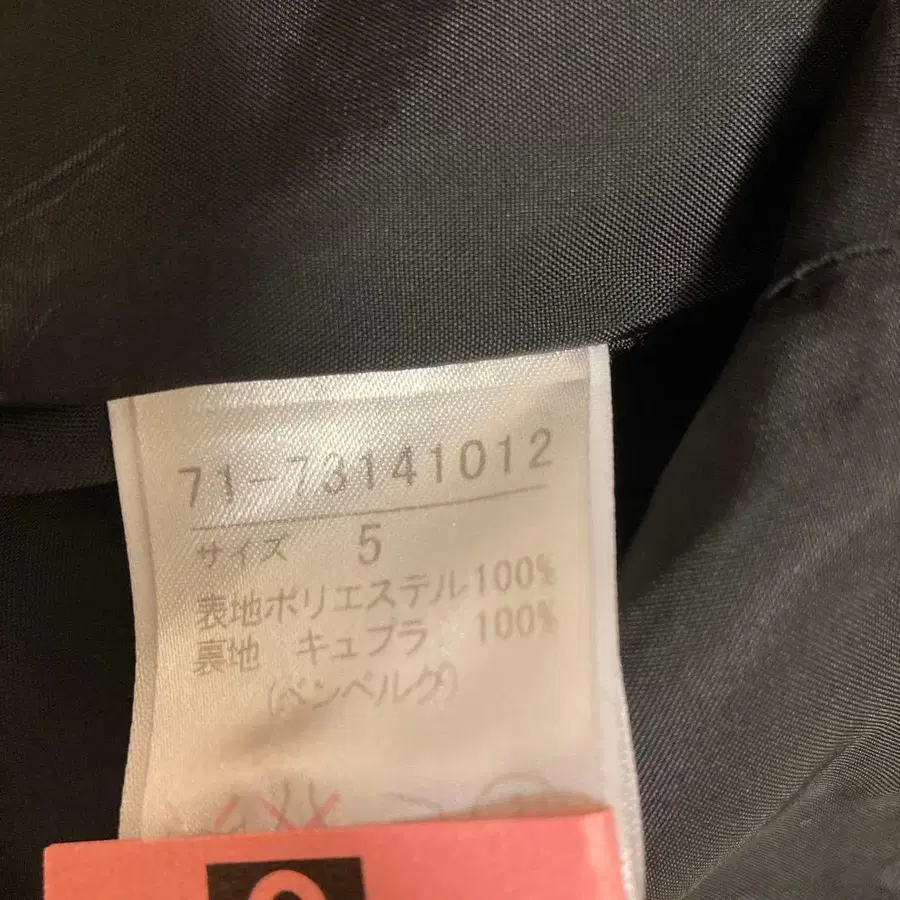 71-73141012
サイズ 5
表地ポリエステル100%
裏地 キュプラ 100%
(ベンベルグ)